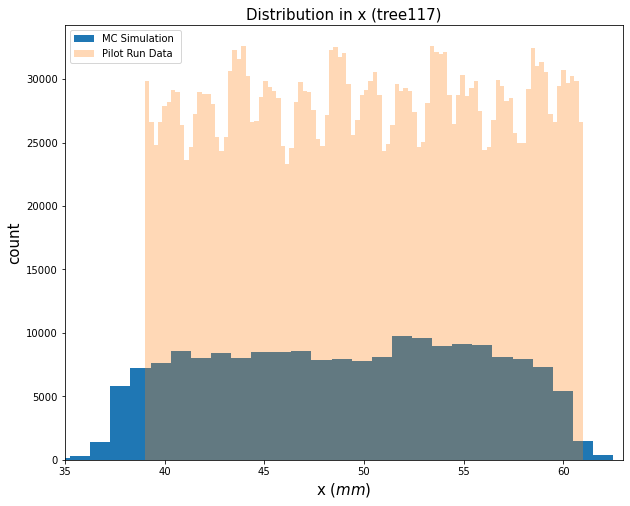 Distribution in x (tree117)
MC Simulation
Pilot Run Data
30000
25000
20000
15000
10000
5000
0
count
35 40 45 50 55 60
x (mm)